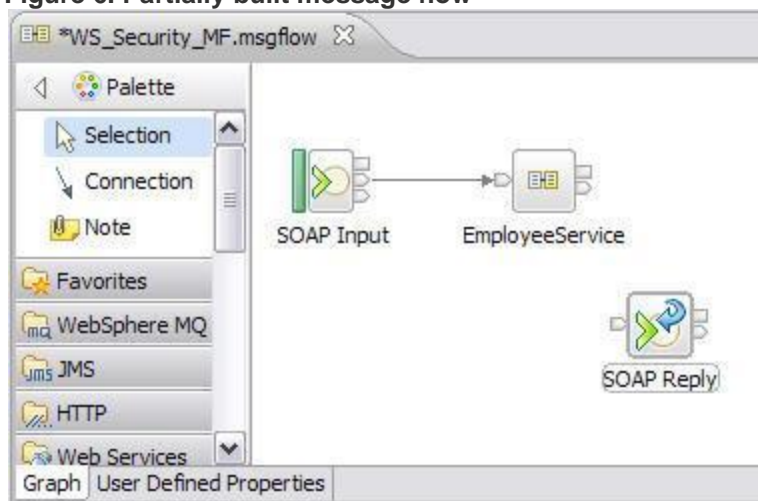 Figure 6. Partially built message flow
*WS_Security_MF.msgflow
Palette
Selection
Connection
Note
Favorites
WebSphere MQ
JMS
HTTP
Web Services
SOAP Input
EmployeeService
SOAP Reply
Graph
User Defined Properties